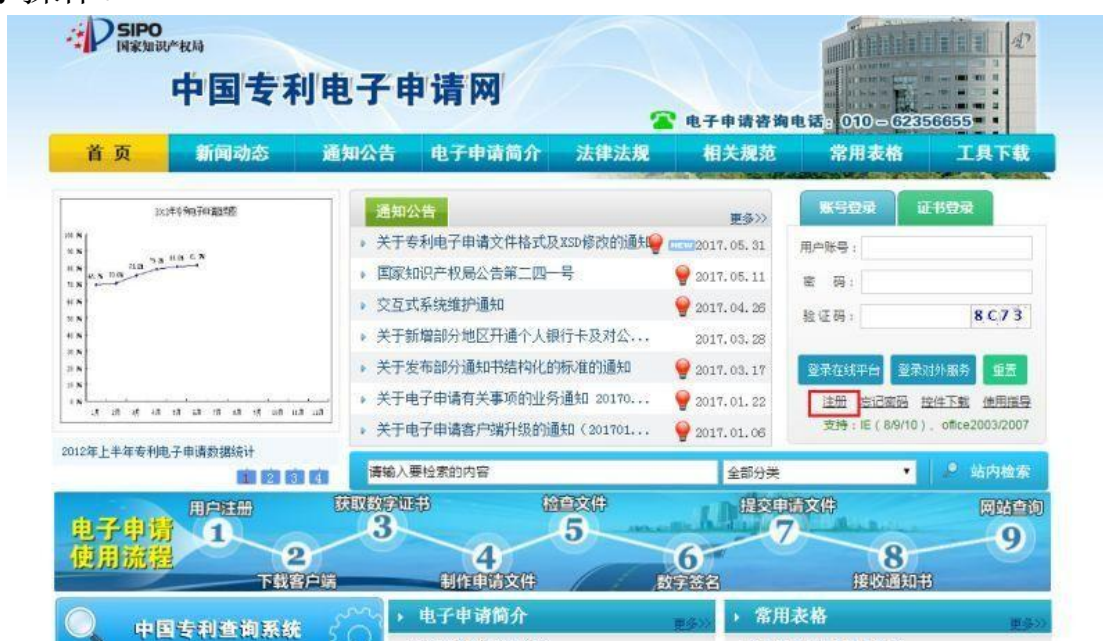 SIPO
国家知识产权局
中国专利电子申请网
电子申请咨询电话：010-62356655
首 页 新闻动态 通知公告 电子申请简介 法律法规 相关规范 常用表格 工具下载
通知公告 更多>>
关于专利电子申请文件格式及XSD修改的通知 NEW 2017.05.31
国家知识产权局公告第二四一号 2017.05.11
交互式系统维护通知 2017.04.26
关于新增部分地区开通个人银行卡及对公... 2017.03.28
关于发布部分通知书结构化的标准的通知 2017.03.17
关于电子申请有关事项的业务通知 20170... 2017.01.22
关于电子申请客户端升级的通知（201701... 2017.01.06
账号登录 证书登录
用户账号：
密 码：
验证码： 8C73
登录在线平台 登录对外服务 重置
注册 忘记密码 控件下载 使用指导
支持：IE（8/9/10）、office2003/2007
2012年上半年专利电子申请数据统计
1 2 3 4
请输入要检索的内容 全部分类 站内检索
电子申请使用流程
用户注册 1
2 下载客户端
获取数字证书 3
4 制作申请文件
检查文件 5
6 数字签名
提交申请文件 7
8 接收通知书
网站查询 9
中国专利查询系统
电子申请简介 更多>>
常用表格 更多>>